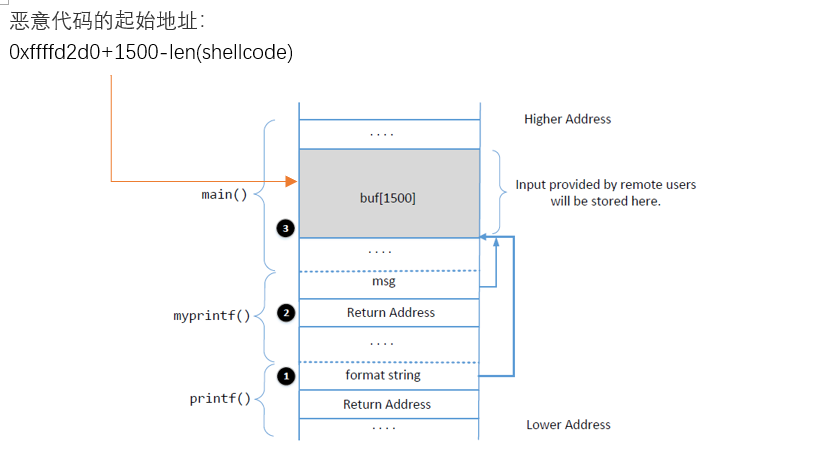 恶意代码的起始地址：
0xffffd2d0+1500-len(shellcode)
Higher Address
....
buf[1500]
Input provided by remote users
will be stored here.
main()
3
....
msg
myprintf()
2
Return Address
....
1
format string
printf()
Return Address
....
Lower Address